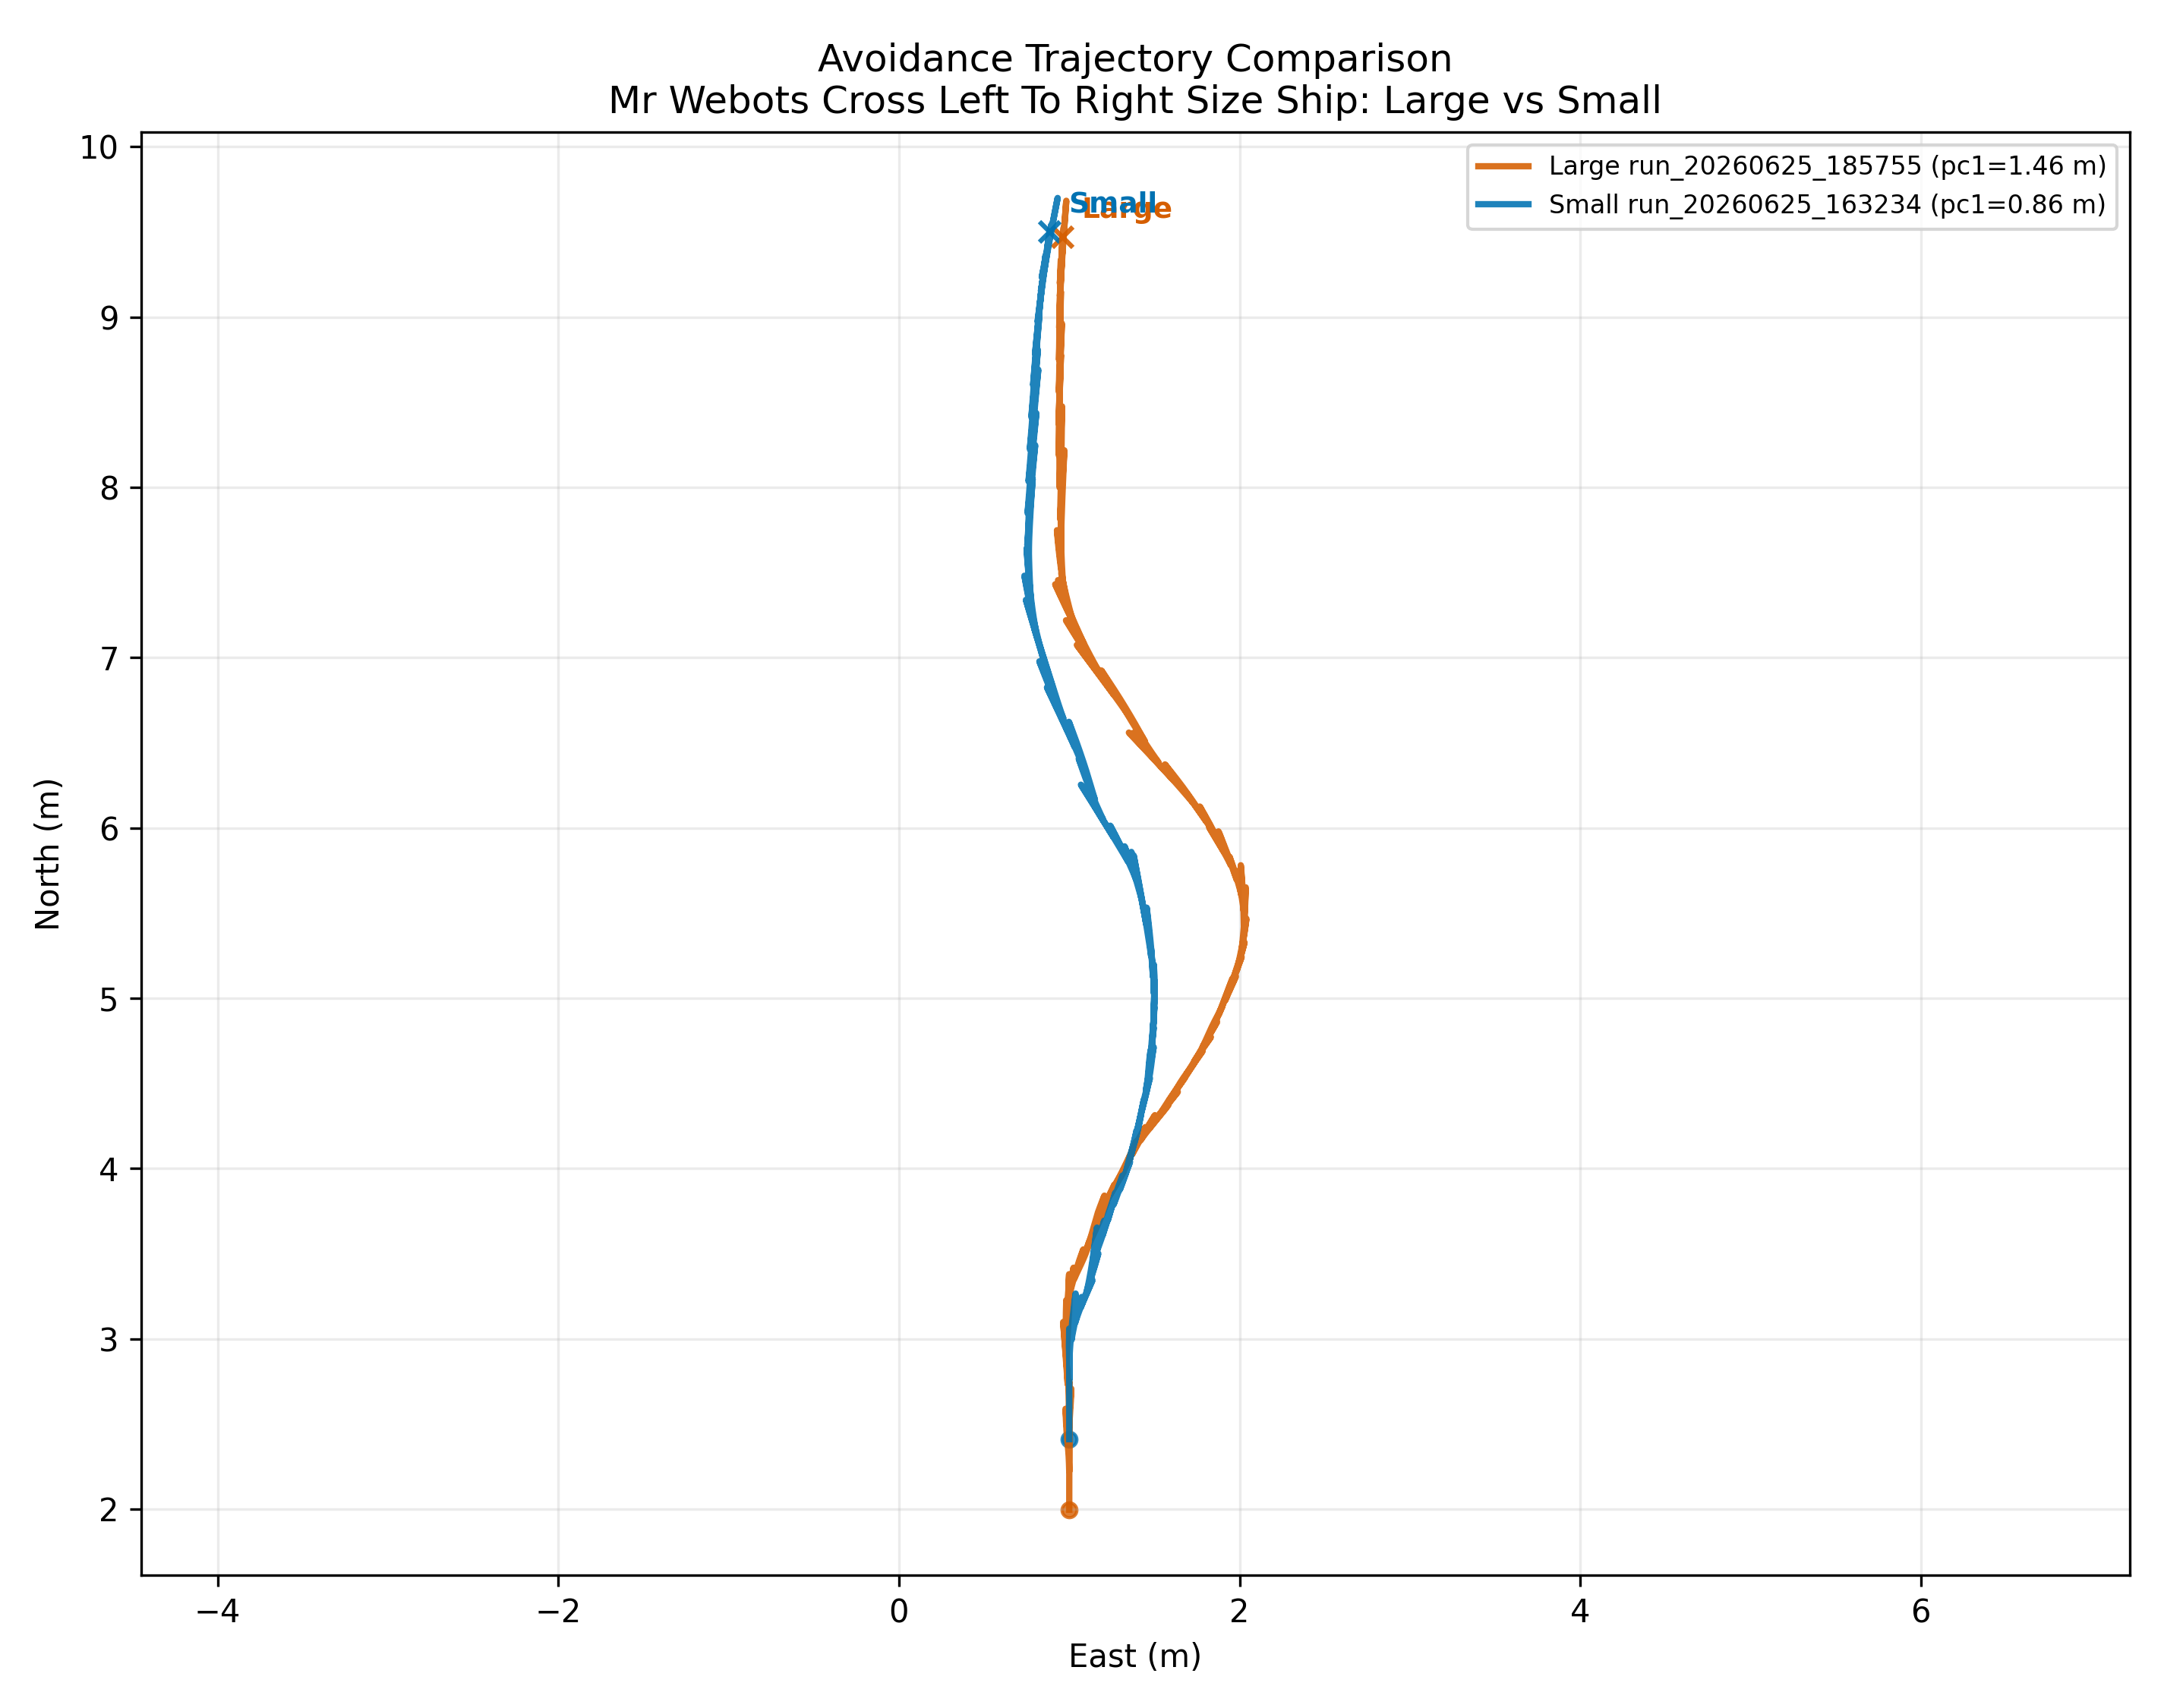 Avoidance Trajectory Comparison
Mr Webots Cross Left To Right Size Ship: Large vs Small
Large run_20260625_185755 (pc1=1.46 m)
Small run_20260625_163234 (pc1=0.86 m)
Small
Large
10
9
8
7
6
5
4
3
2
North (m)
−4
−2
0
2
4
6
East (m)